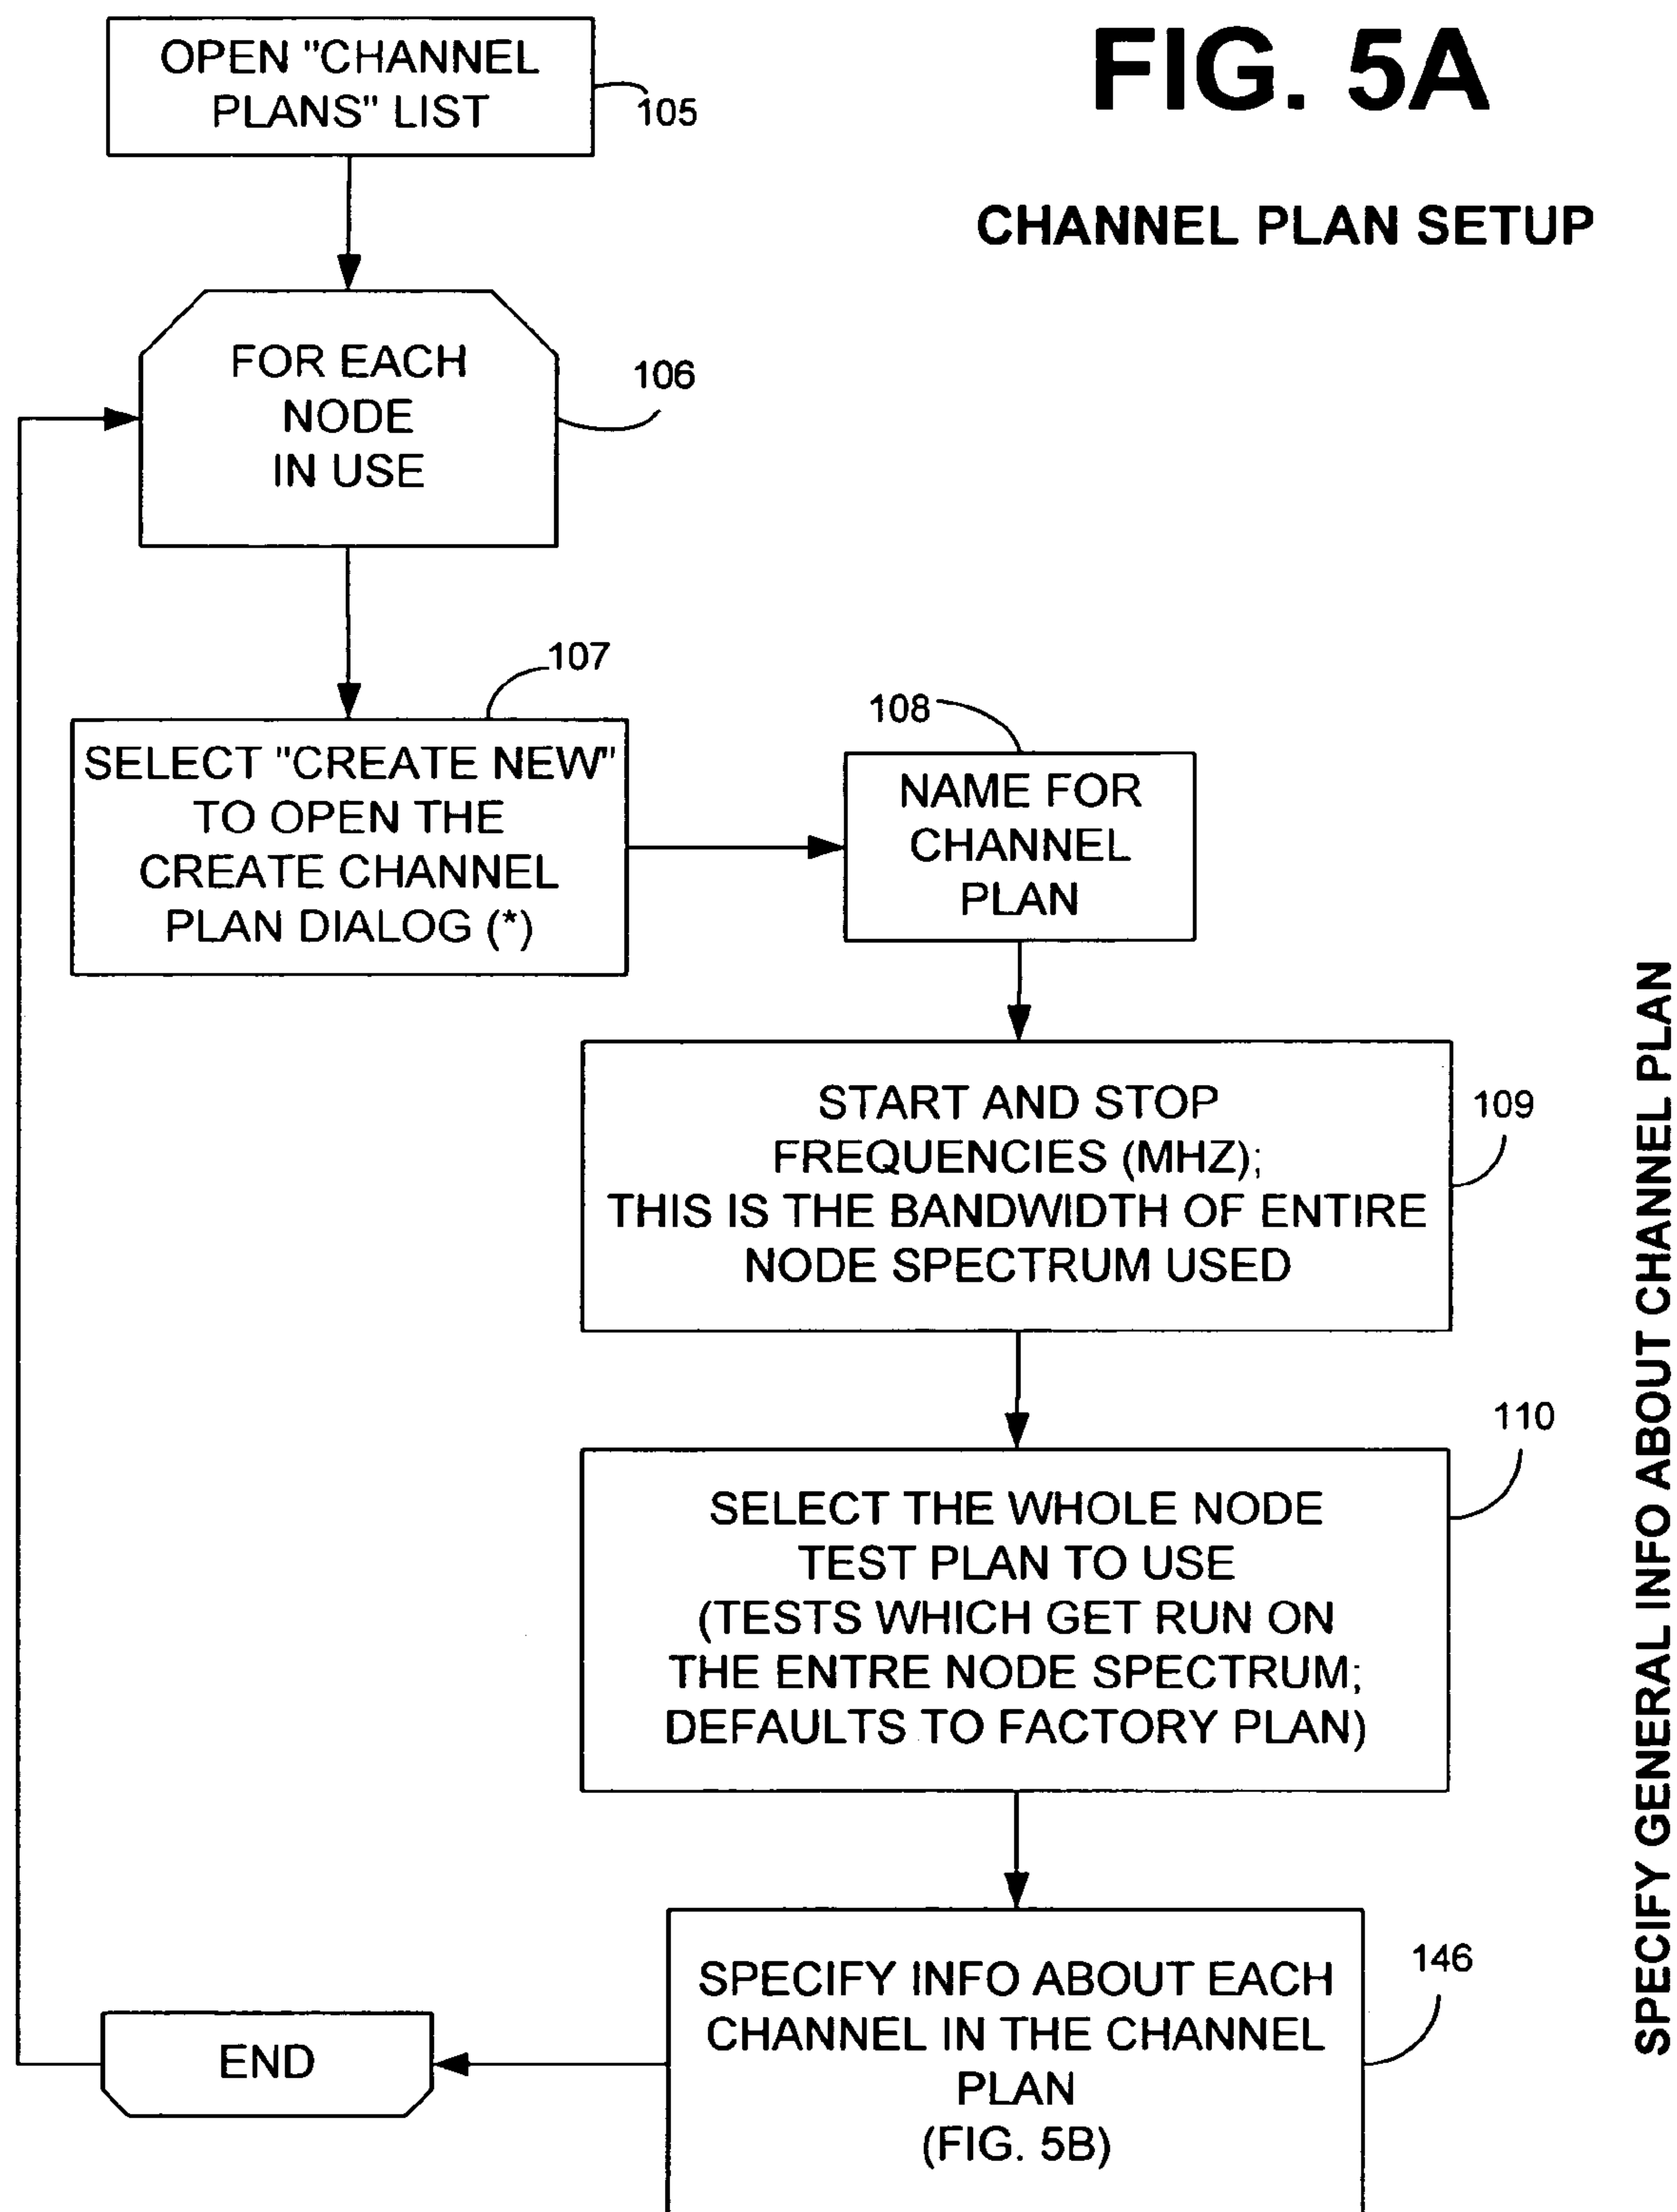 FIG. 5A
CHANNEL PLAN SETUP
OPEN "CHANNEL
PLANS" LIST
105
FOR EACH
NODE
IN USE
106
107
SELECT "CREATE NEW"
TO OPEN THE
CREATE CHANNEL
PLAN DIALOG (*)
108
NAME FOR
CHANNEL
PLAN
START AND STOP
FREQUENCIES (MHZ);
THIS IS THE BANDWIDTH OF ENTIRE
NODE SPECTRUM USED
109
SELECT THE WHOLE NODE
TEST PLAN TO USE
(TESTS WHICH GET RUN ON
THE ENTRE NODE SPECTRUM;
DEFAULTS TO FACTORY PLAN)
110
SPECIFY INFO ABOUT EACH
CHANNEL IN THE CHANNEL
PLAN
(FIG. 5B)
146
END
SPECIFY GENERAL INFO ABOUT CHANNEL PLAN